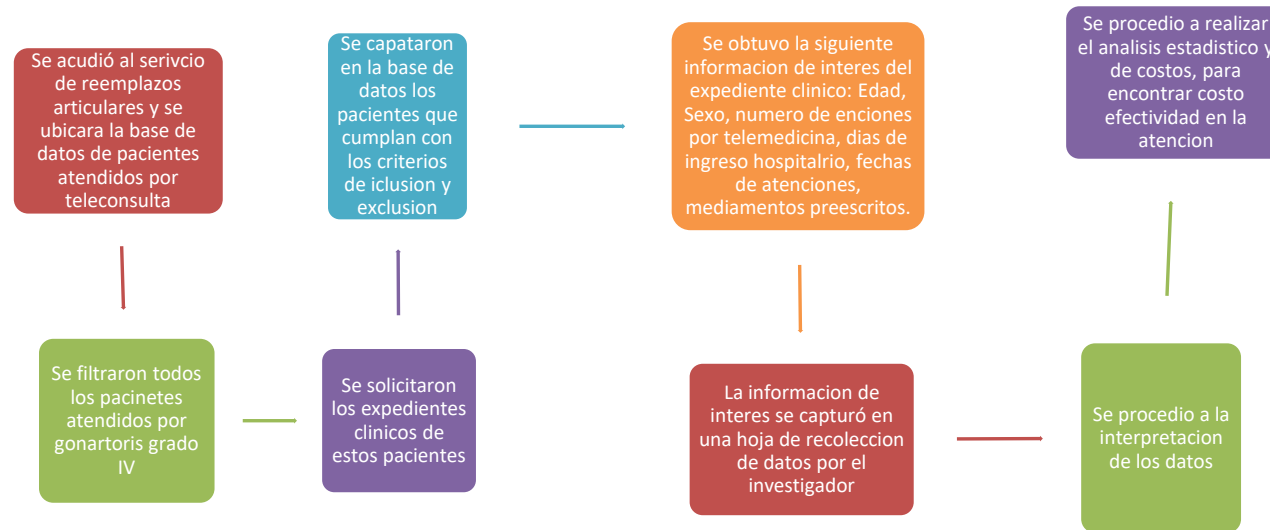 Se acudió al serivcio
de reemplazos
articulares y se
ubicara la base de
datos de pacientes
atendidos por
teleconsulta
Se filtraron todos
los pacinetes
atendidos por
gonartoris grado
IV
Se solicitaron
los expedientes
clinicos de
estos pacientes
Se capataron
en la base de
datos los
pacientes que
cumplan con
los criterios
de iclusion y
exclusion
Se obtuvo la siguiente
informacion de interes del
expediente clinico: Edad,
Sexo, numero de enciones
por telemedicina, dias de
ingreso hospitalrio, fechas
de atenciones,
mediamentos preescritos.
La informacion de
interes se capturó en
una hoja de recoleccion
de datos por el
investigador
Se procedio a la
interpretacion
de los datos
Se procedio a realizar
el analisis estadistico y
de costos, para
encontrar costo
efectividad en la
atencion